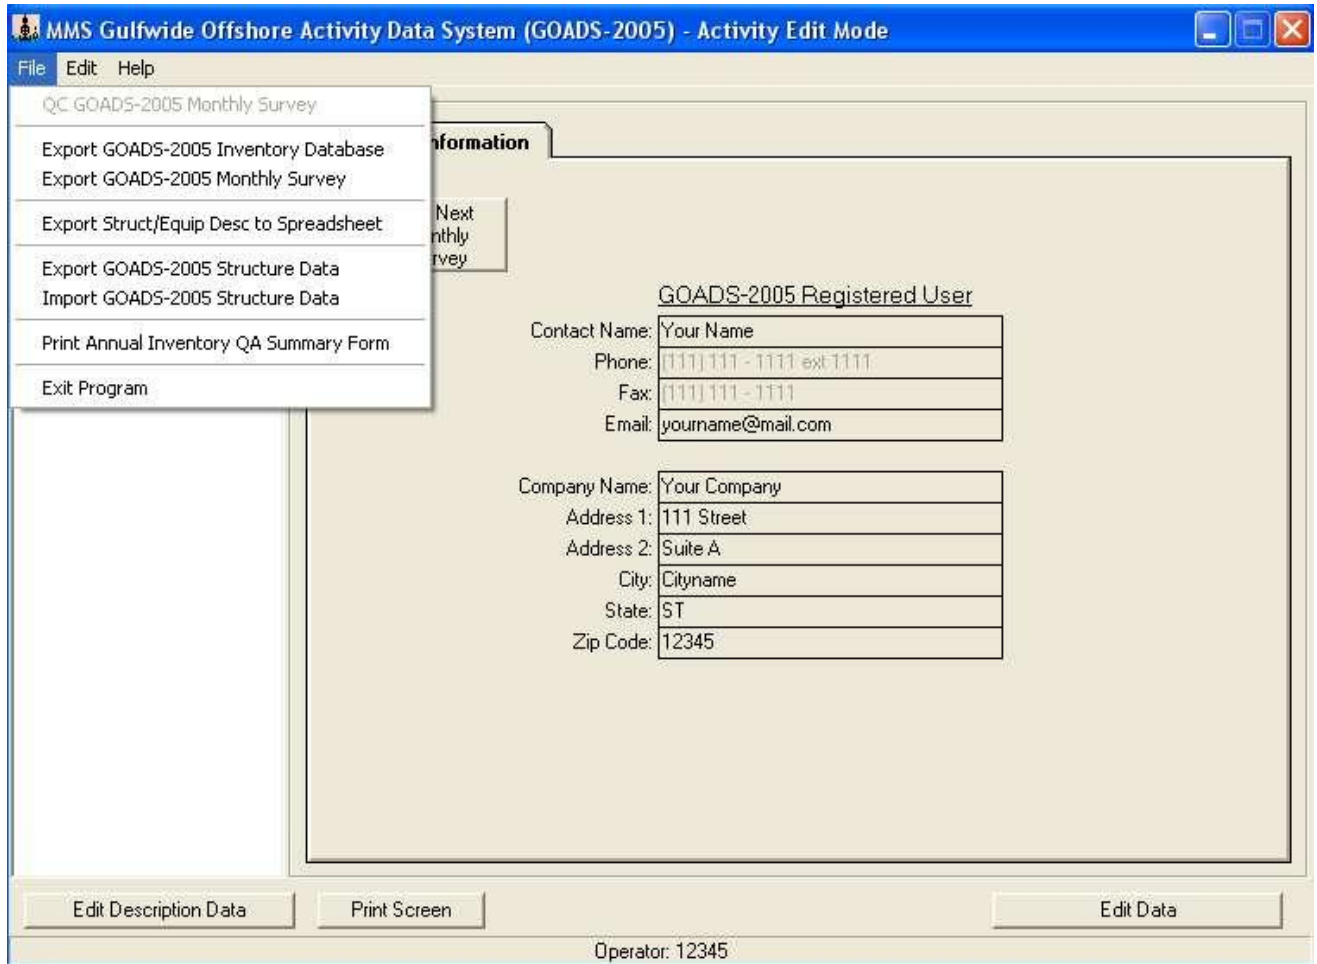 MMS Gulfwide Offshore Activity Data System (GOADS-2005) - Activity Edit Mode
File Edit Help
QC GOADS-2005 Monthly Survey
Export GOADS-2005 Inventory Database
Export GOADS-2005 Monthly Survey
Export Struct/Equip Desc to Spreadsheet
Export GOADS-2005 Structure Data
Import GOADS-2005 Structure Data
Print Annual Inventory QA Summary Form
Exit Program
nformation
Next
nthly
rvey
GOADS-2005 Registered User
Contact Name: Your Name
Phone: (111) 111 - 1111 ext 1111
Fax: (111) 111 - 1111
Email: yourname@mail.com
Company Name: Your Company
Address 1: 111 Street
Address 2: Suite A
City: Cityname
State: ST
Zip Code: 12345
Edit Description Data
Print Screen
Edit Data
Operator: 12345